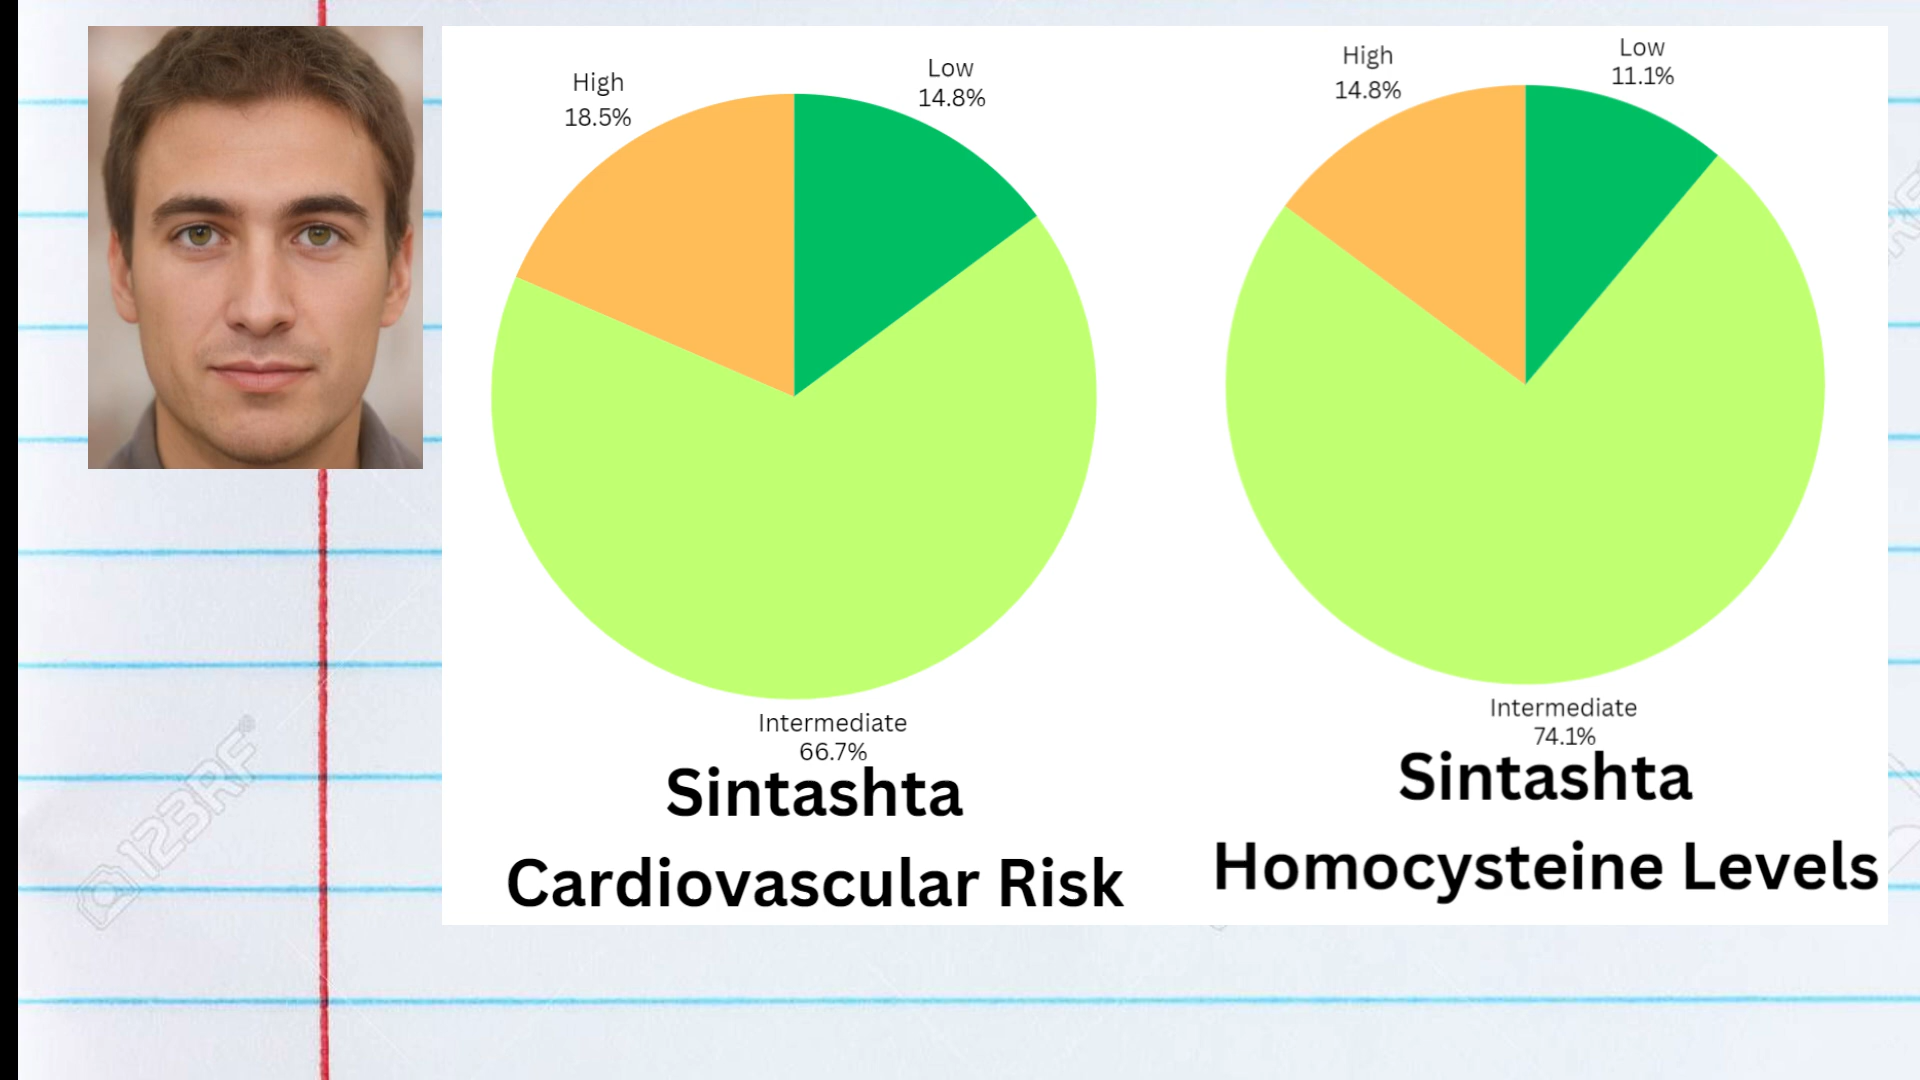 High
18.5%
Low
14.8%
Intermediate
66.7%
Sintashta
Cardiovascular Risk
High
14.8%
Low
11.1%
Intermediate
74.1%
Sintashta
Homocysteine Levels
123RF